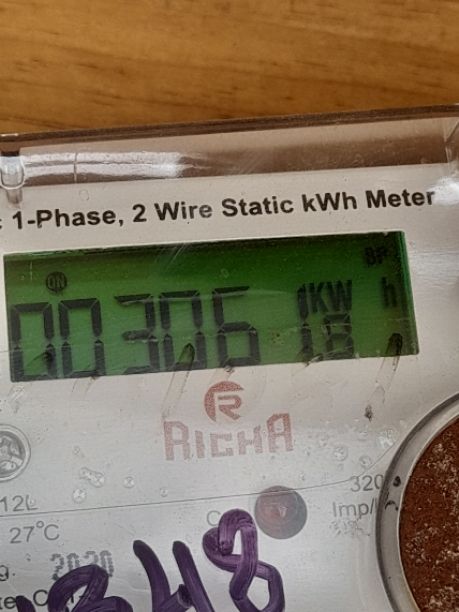 1-Phase, 2 Wire Static kWh Meter
ON
00306
KW h
18
R
RICHA
320
Imp/
27°C
2020
348